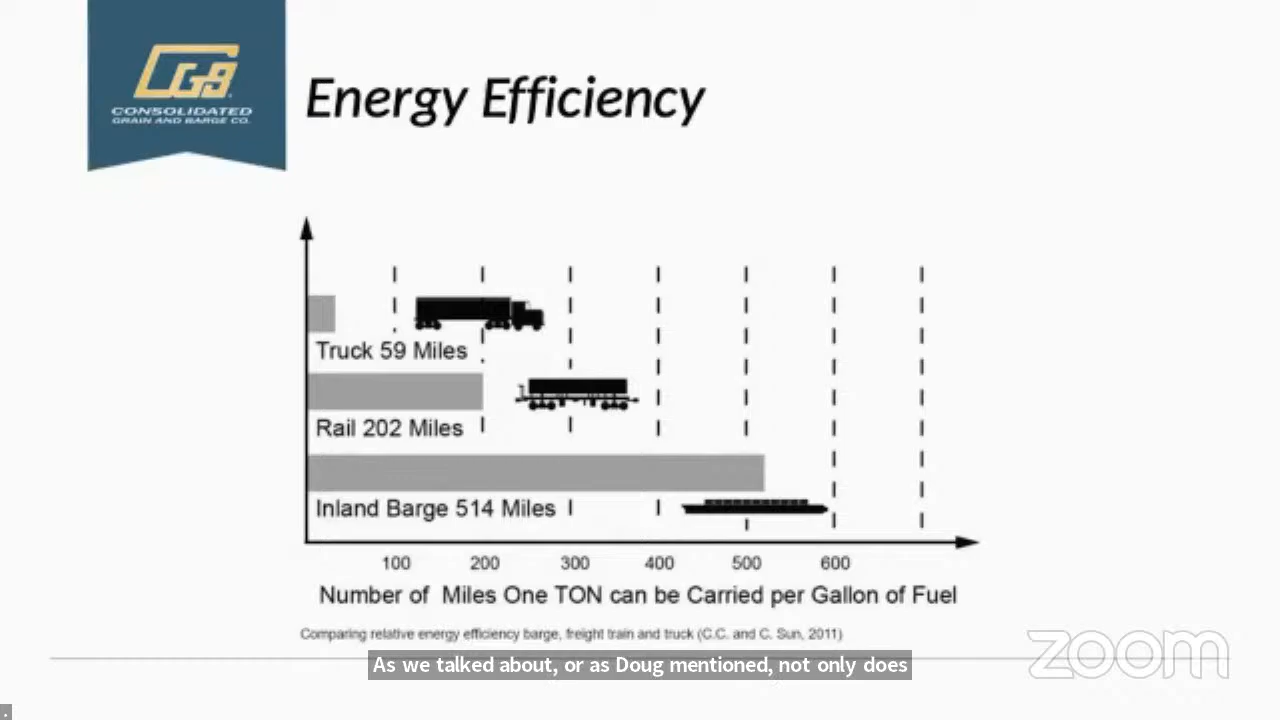 CGB
CONSOLIDATED
GRAIN AND BARGE CO.
Energy Efficiency
Truck 59 Miles
Rail 202 Miles
Inland Barge 514 Miles
100 200 300 400 500 600
Number of Miles One TON can be Carried per Gallon of Fuel
Comparing relative energy efficiency barge, freight train and truck (C.C. and C. Sun, 2011)
As we talked about, or as Doug mentioned, not only does
zoom
.